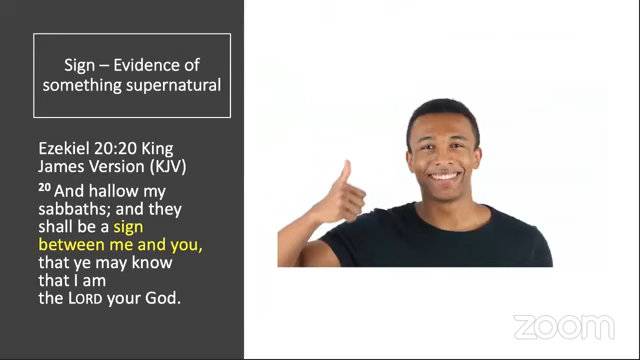 Sign – Evidence of
something supernatural
Ezekiel 20:20 King
James Version (KJV)
20 And hallow my
sabbaths; and they
shall be a sign
between me and you,
that ye may know
that I am
the LORD your God.
zoom